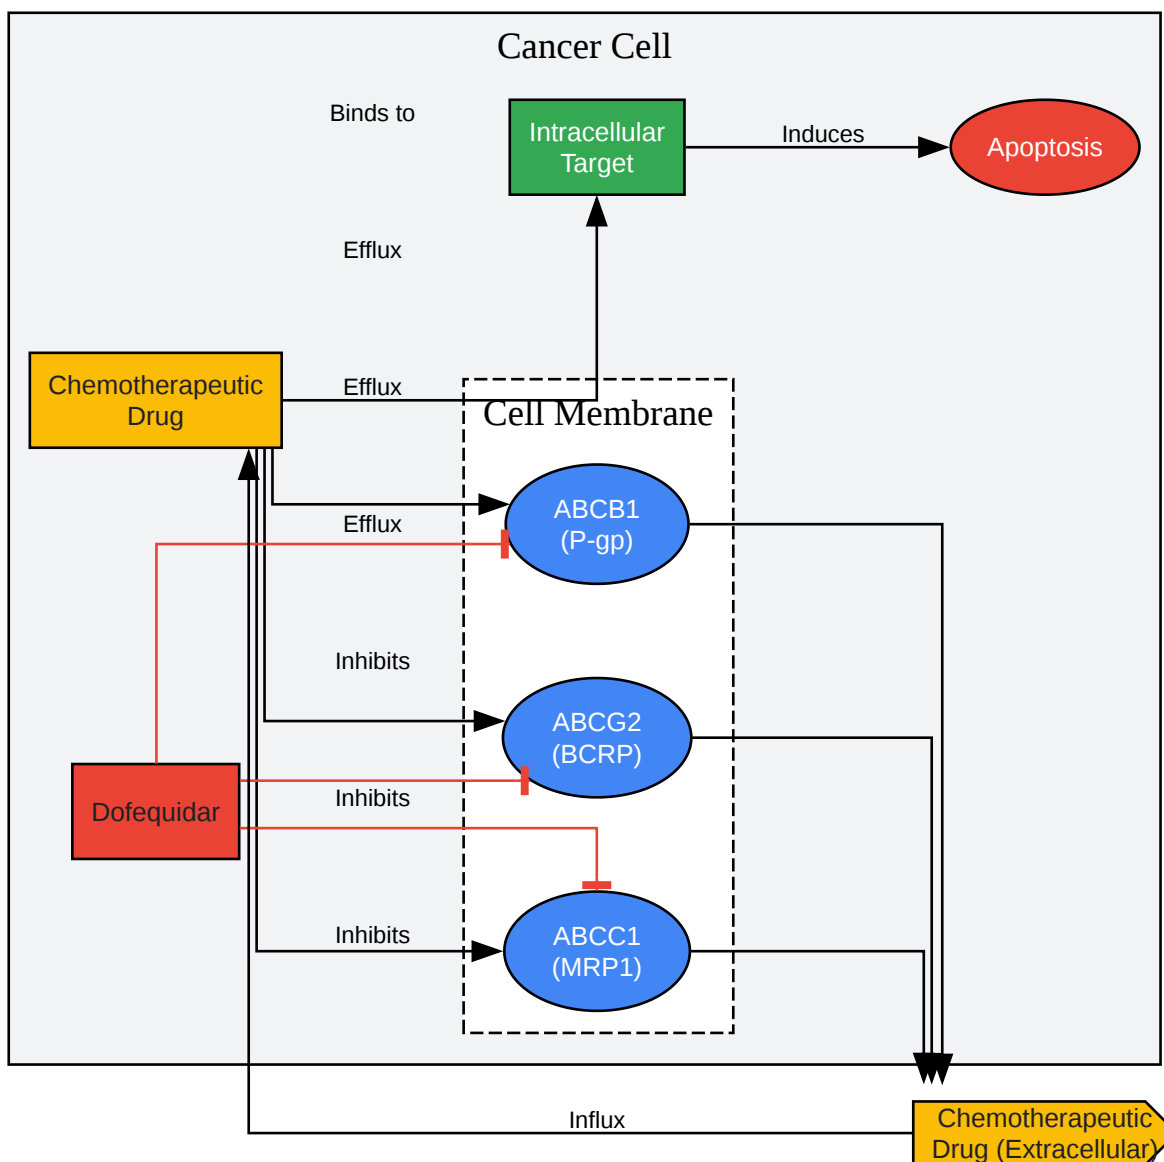 Cancer Cell
Binds to
Intracellular
Target
Induces
Apoptosis
Efflux
Chemotherapeutic
Drug
Efflux
Cell Membrane
ABCB1
(P-gp)
Efflux
Inhibits
ABCG2
(BCRP)
Dofequidar
Inhibits
Inhibits
ABCC1
(MRP1)
Influx
Chemotherapeutic
Drug (Extracellular)